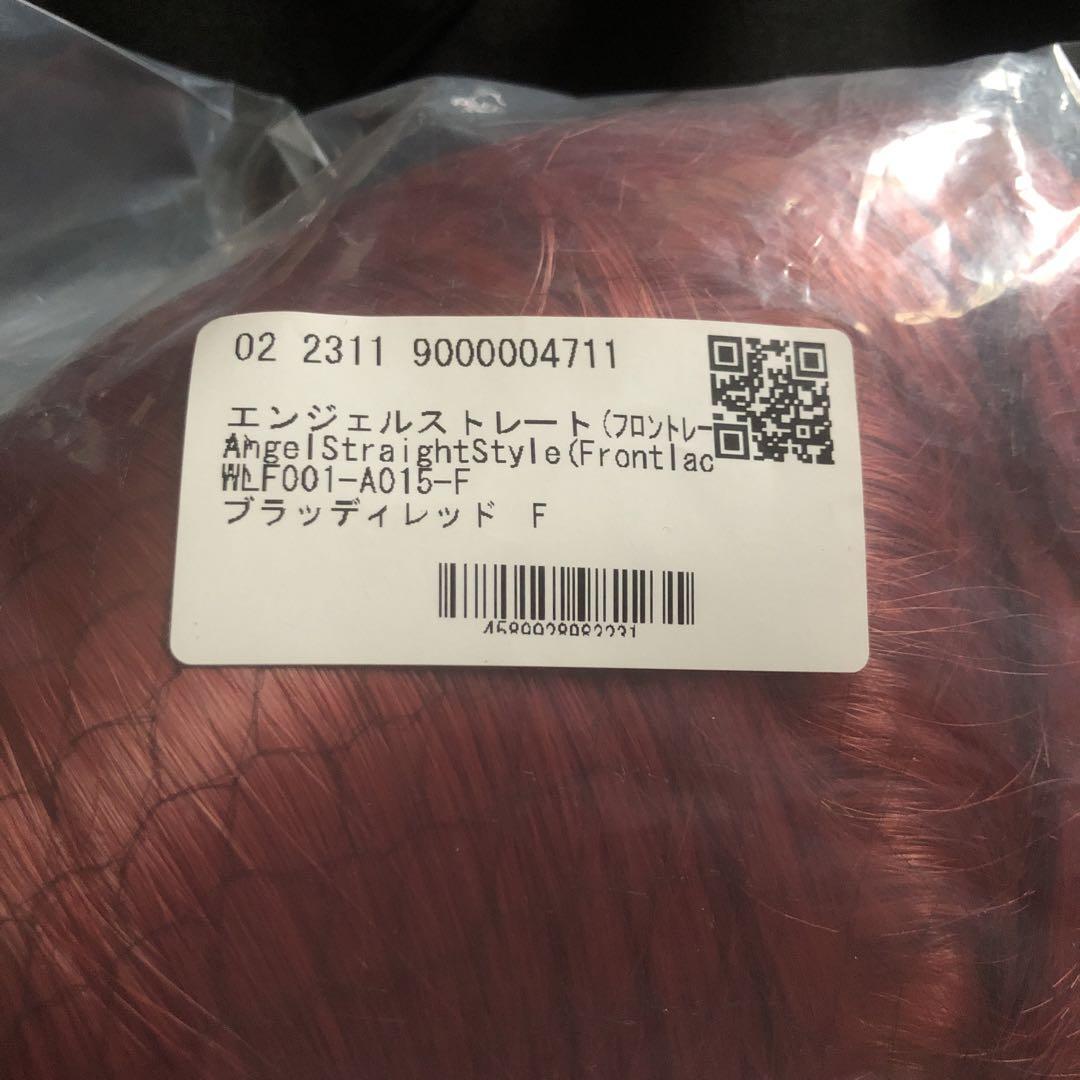 02 2311 9000004711
エンジェルストレート(フロントレー
AngelStraightStyle(Frontlac
WLF001-A015-F
ブラッディレッド F